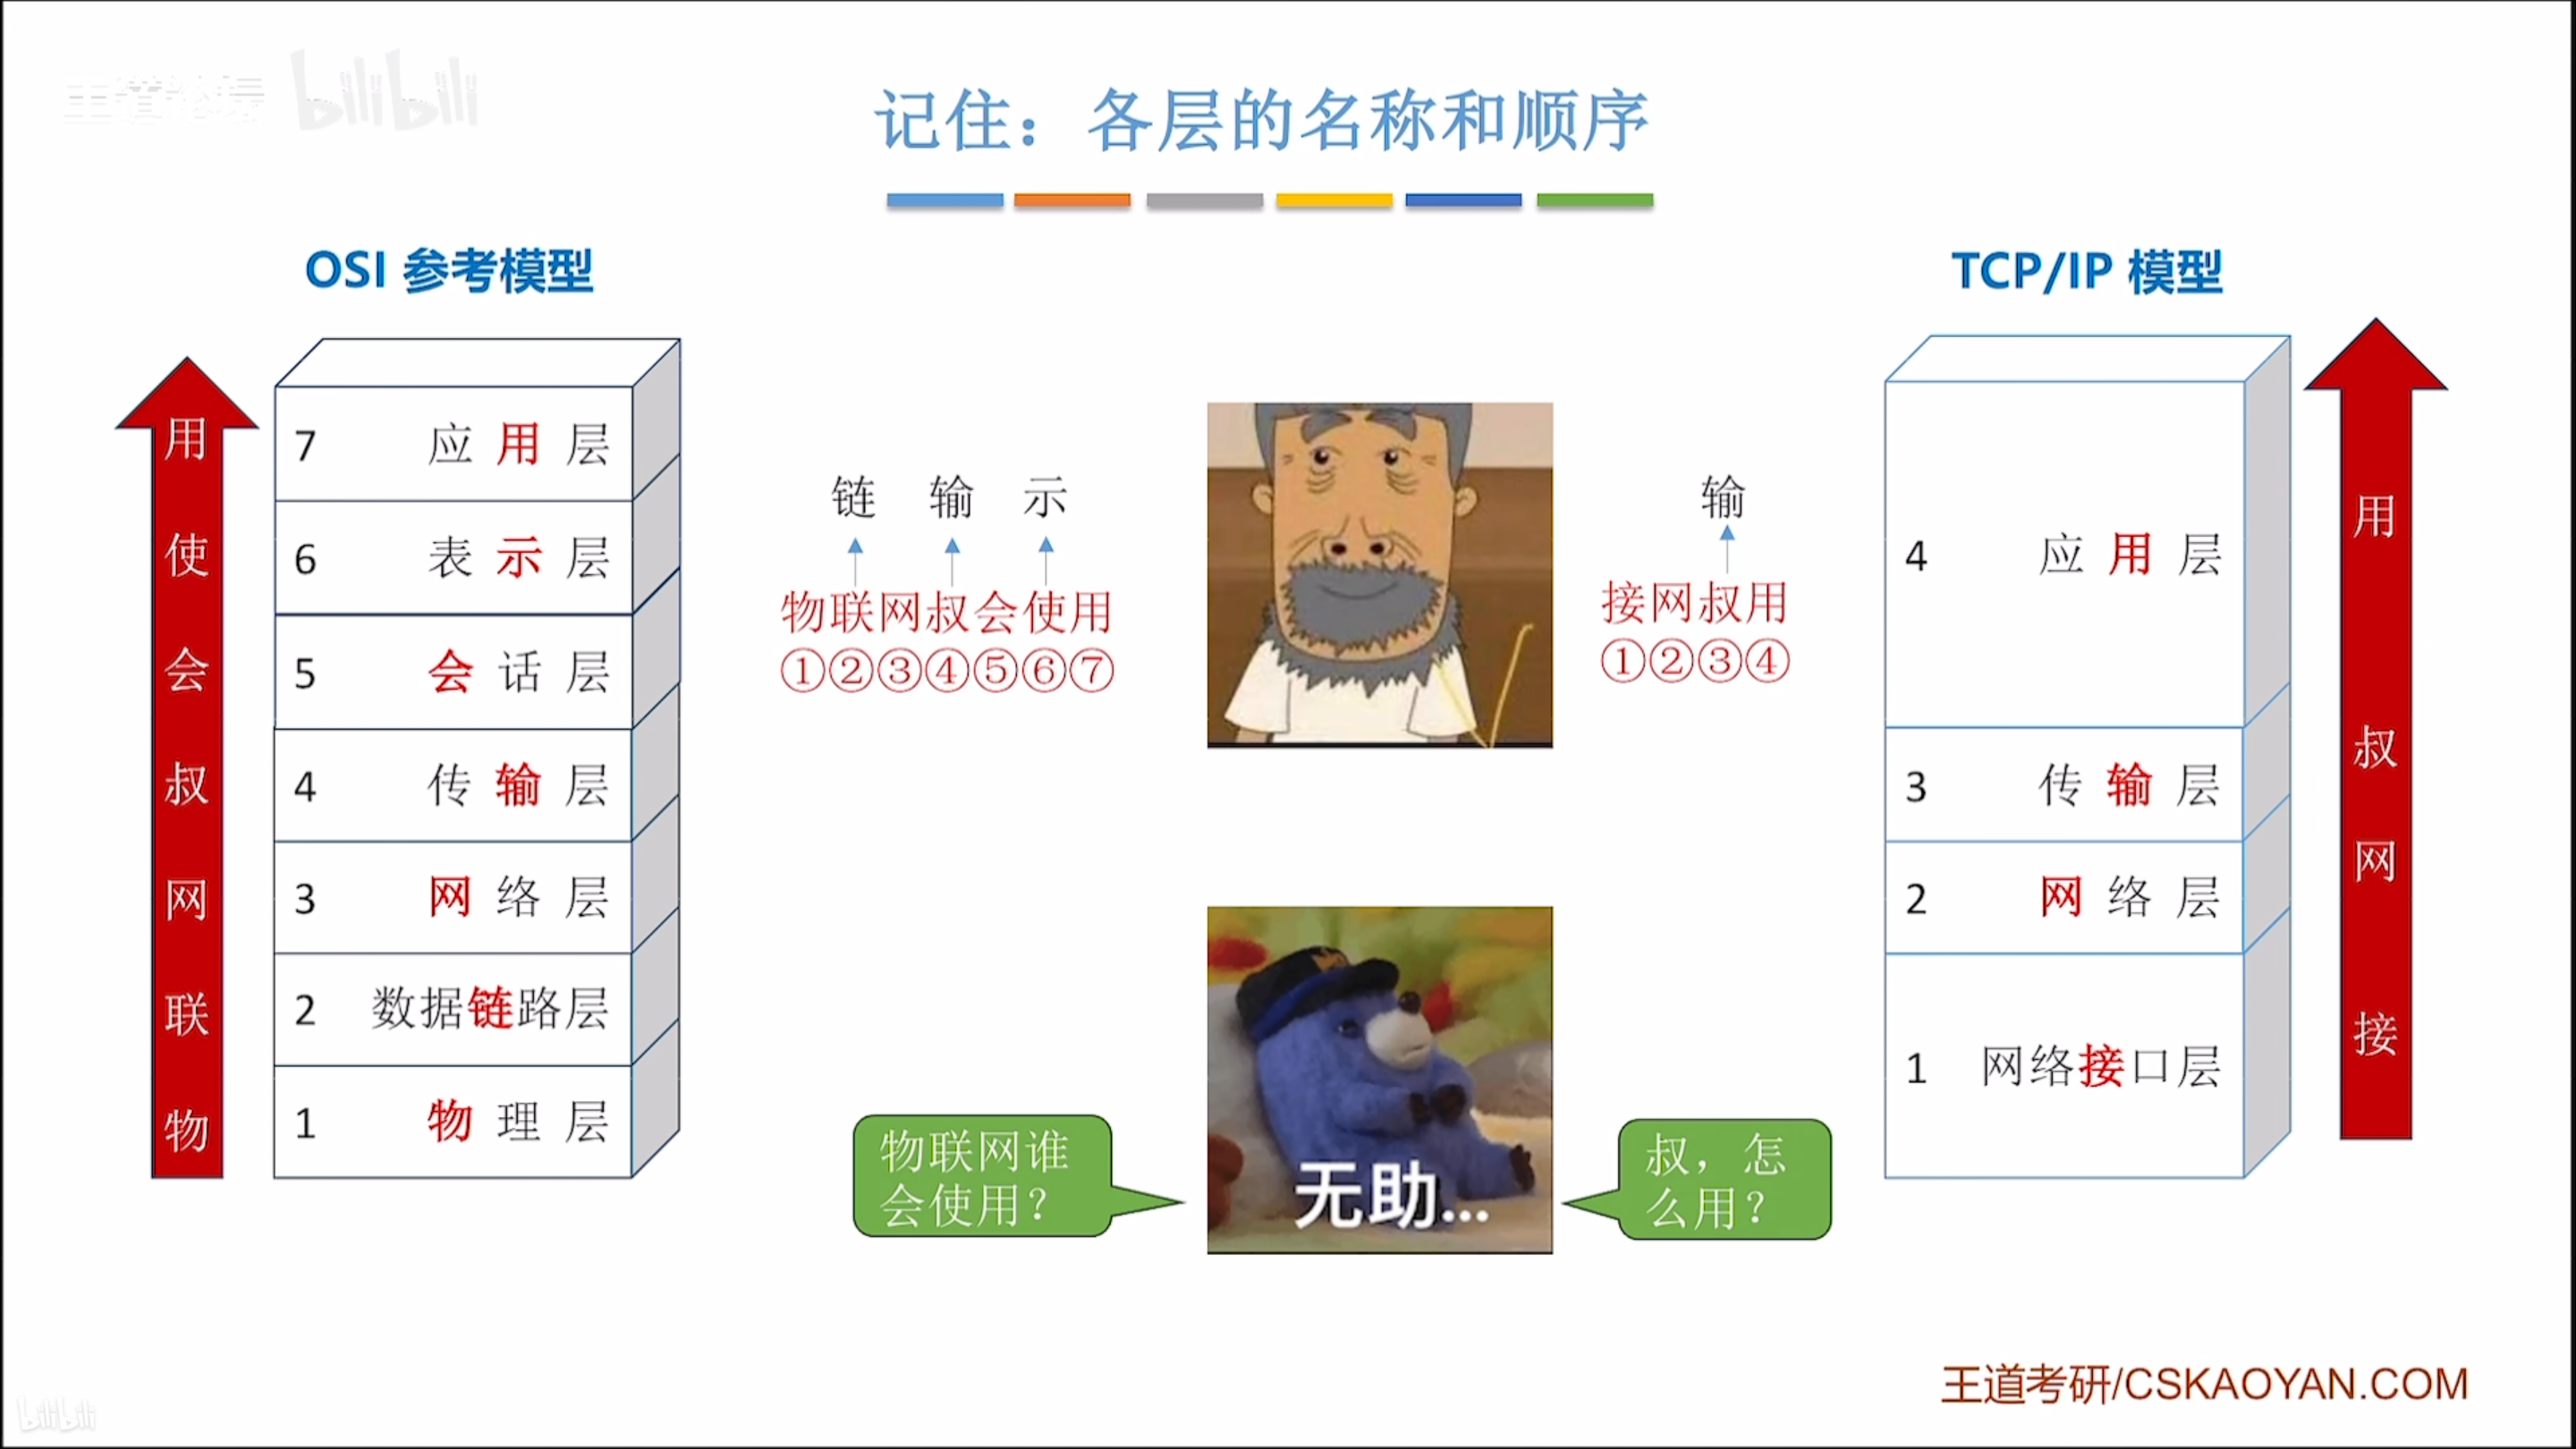 王道论坛 bilibili
记住：各层的名称和顺序
OSI 参考模型
用
使
会
叔
网
联
物
7 应 用 层
6 表 示 层
5 会 话 层
4 传 输 层
3 网 络 层
2 数据链路层
1 物 理 层
链 输 示
物联网叔会使用
①②③④⑤⑥⑦
输
接网叔用
①②③④
物联网谁
会使用？
无助...
叔，怎
么用？
TCP/IP 模型
4 应 用 层
3 传 输 层
2 网 络 层
1 网络接口层
用
叔
网
接
王道考研/CSKAOYAN.COM
bilibili